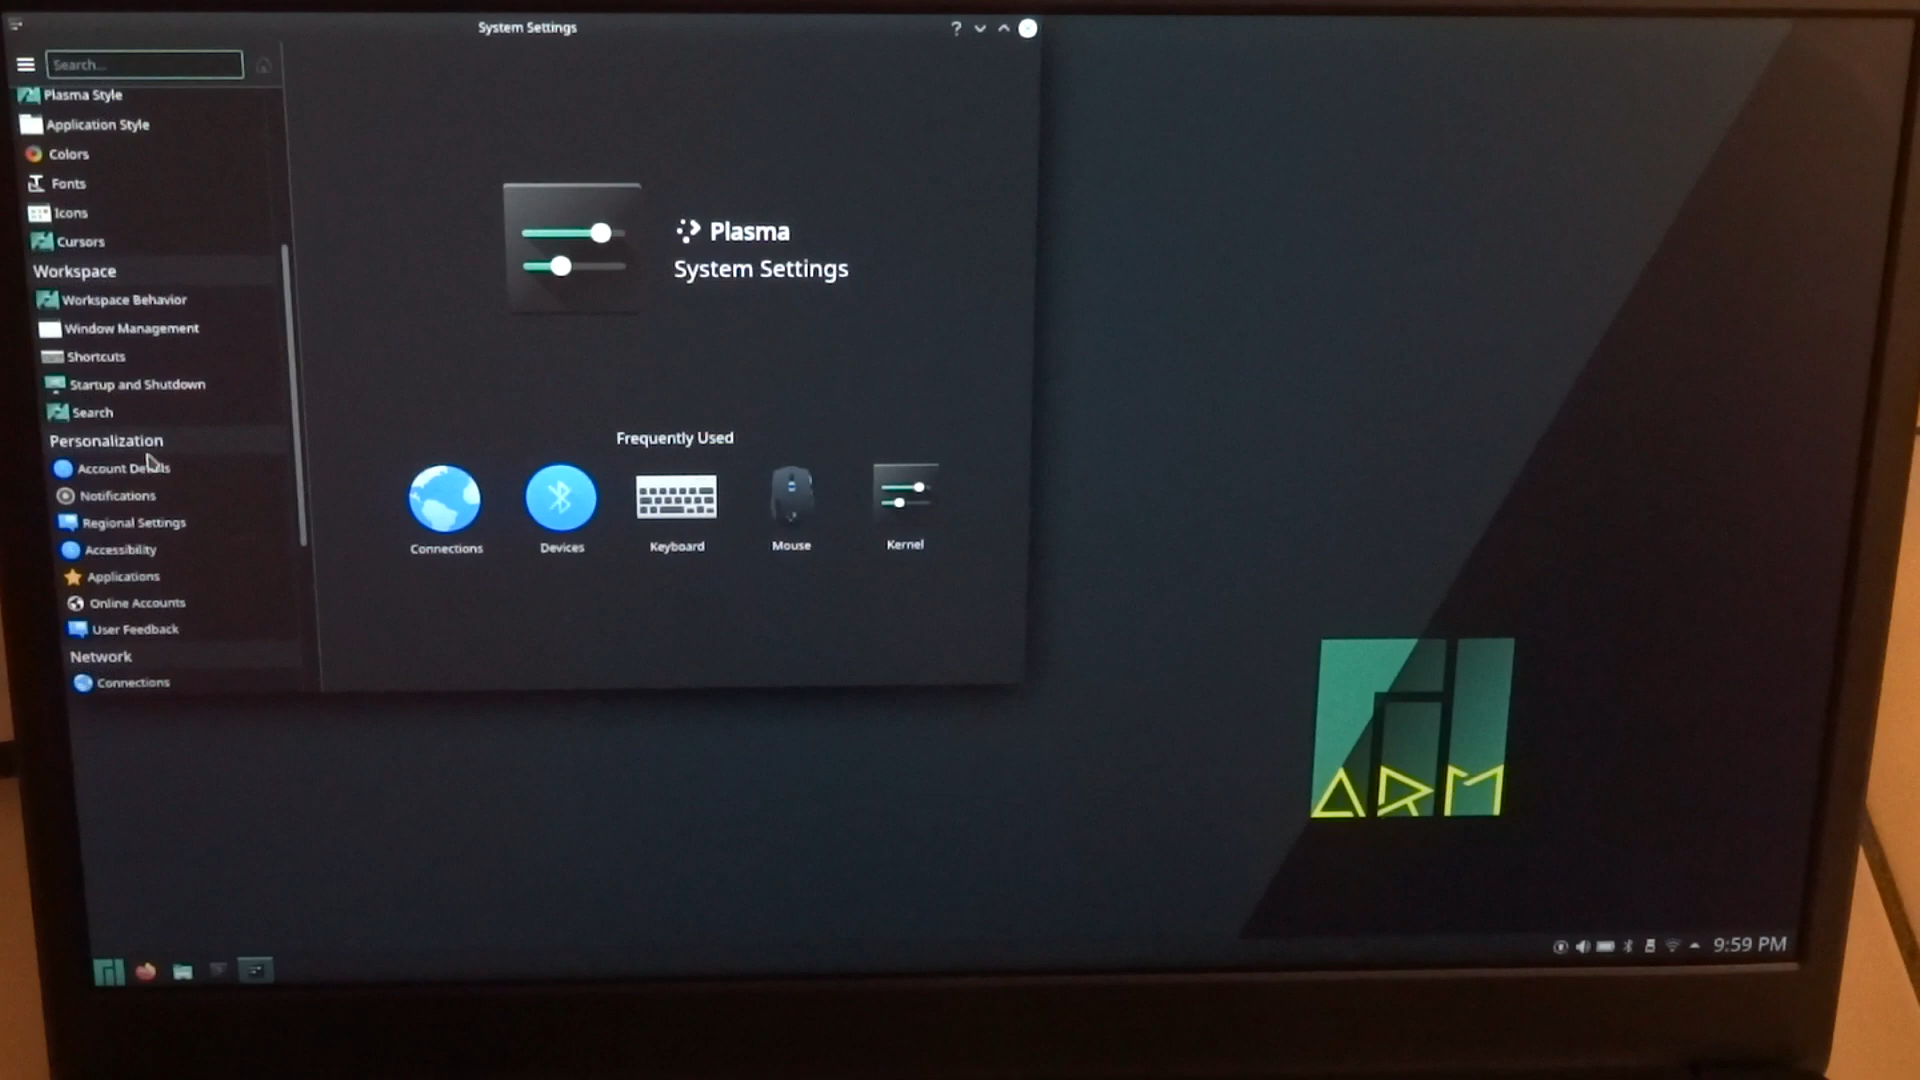 System Settings
?
Search...
Plasma Style
Application Style
Colors
Fonts
Icons
Cursors
Workspace
Workspace Behavior
Window Management
Shortcuts
Startup and Shutdown
Search
Personalization
Account Details
Notifications
Regional Settings
Accessibility
Applications
Online Accounts
User Feedback
Network
Connections
Plasma
System Settings
Frequently Used
Connections
Devices
Keyboard
Mouse
Kernel
ARM
9:59 PM